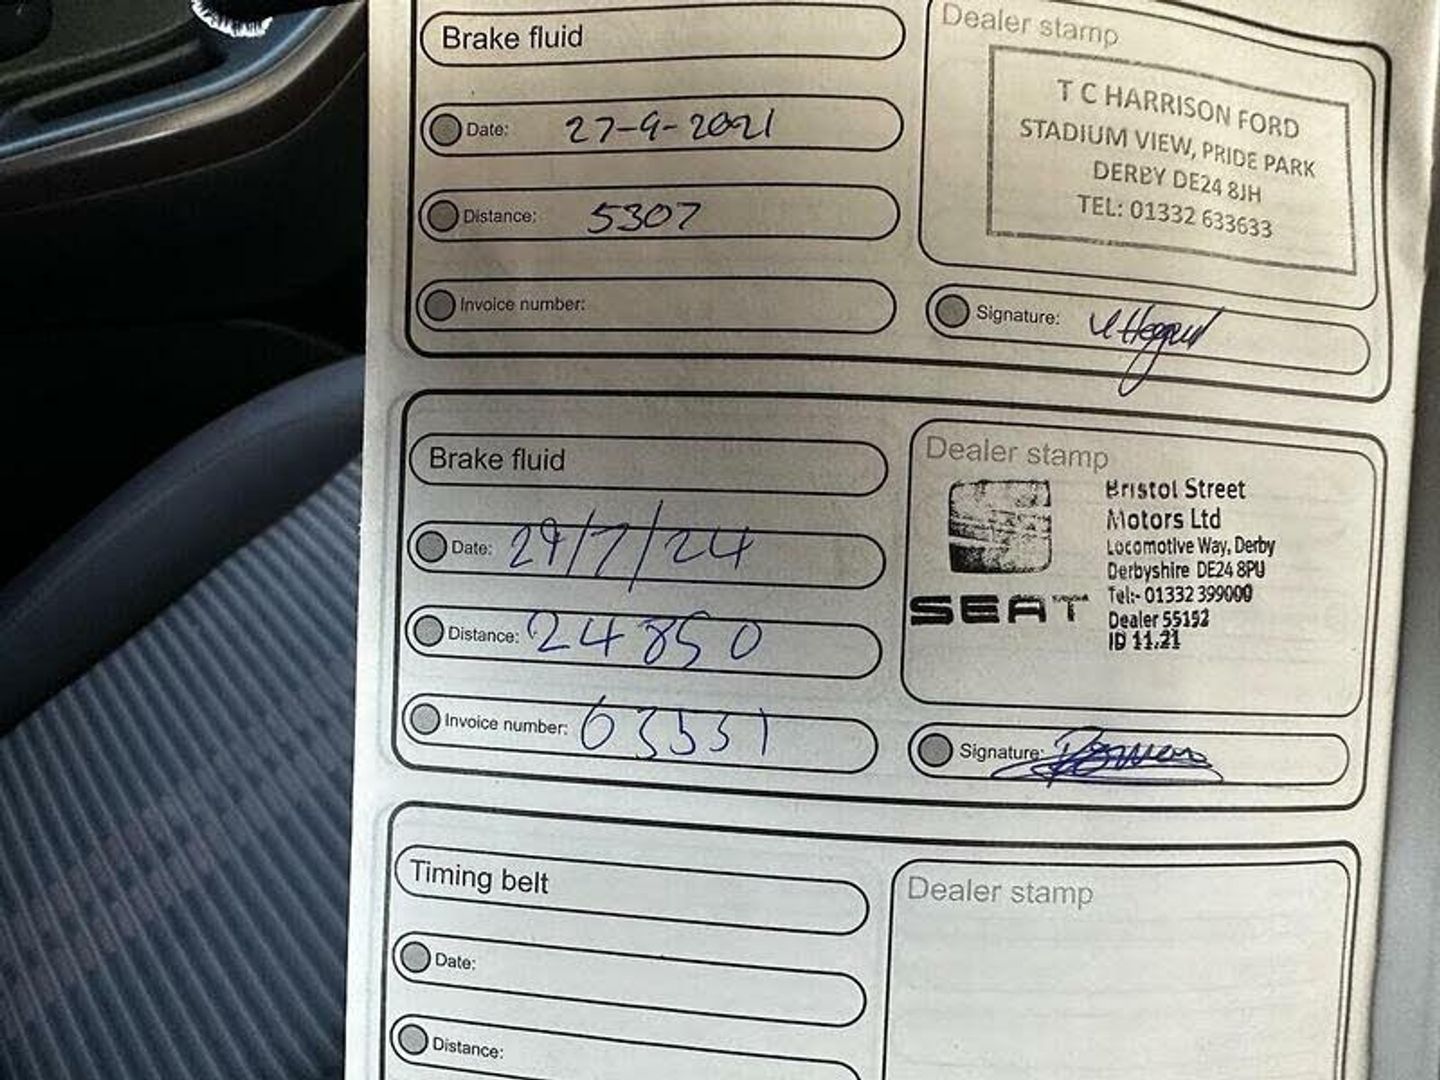 Brake fluid
Date: 27-9-2021
Distance: 5307
Invoice number:
Dealer stamp
T C HARRISON FORD
STADIUM VIEW, PRIDE PARK
DERBY DE24 8JH
TEL: 01332 633633
Signature:
Brake fluid
Date: 29/7/24
Distance: 24850
Invoice number: 63531
Dealer stamp
SEAT
Bristol Street
Motors Ltd
Locomotive Way, Derby
Derbyshire DE24 8PU
Tel:- 01332 399000
Dealer 55152
ID 11.21
Signature:
Timing belt
Date:
Distance:
Dealer stamp